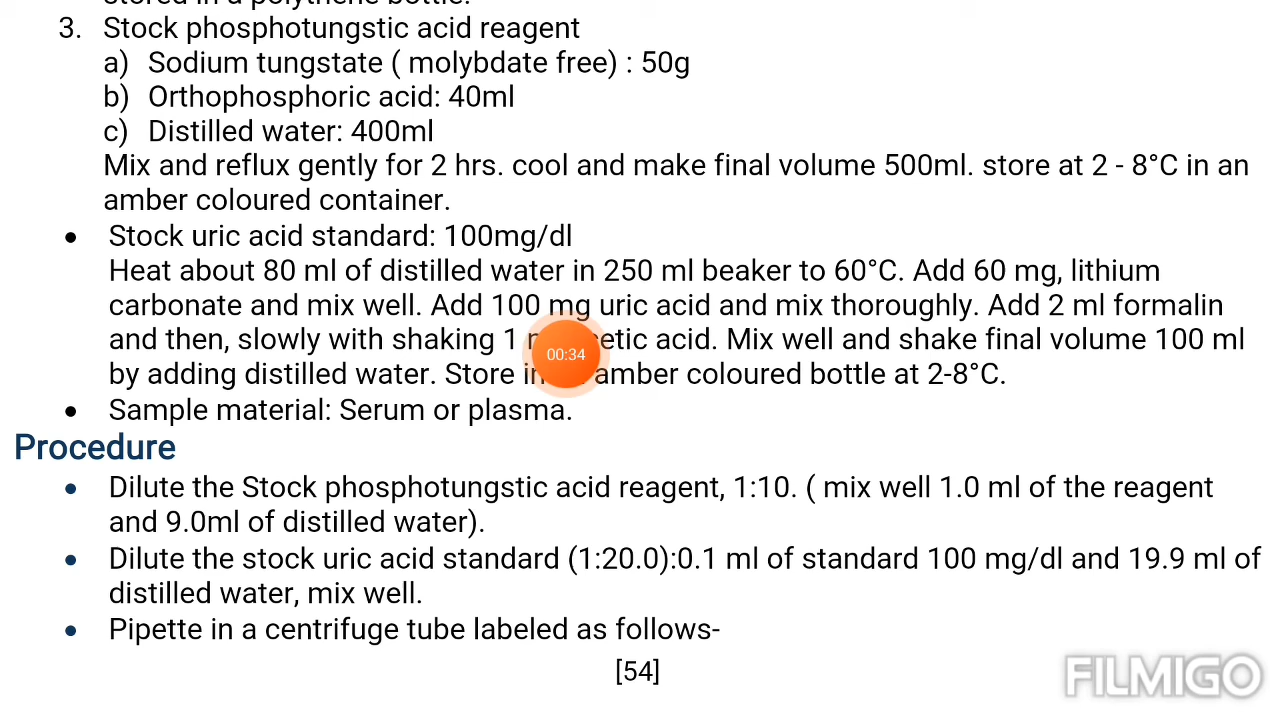 stored in a polythene bottle.
3. Stock phosphotungstic acid reagent
a) Sodium tungstate ( molybdate free) : 50g
b) Orthophosphoric acid: 40ml
c) Distilled water: 400ml
Mix and reflux gently for 2 hrs. cool and make final volume 500ml. store at 2 - 8°C in an
amber coloured container.
• Stock uric acid standard: 100mg/dl
Heat about 80 ml of distilled water in 250 ml beaker to 60°C. Add 60 mg, lithium
carbonate and mix well. Add 100 mg uric acid and mix thoroughly. Add 2 ml formalin
and then, slowly with shaking 1 acid. Mix well and shake final volume 100 ml
by adding distilled water. Store in amber coloured bottle at 2-8°C.
00:34
• Sample material: Serum or plasma.
Procedure
• Dilute the Stock phosphotungstic acid reagent, 1:10. ( mix well 1.0 ml of the reagent
and 9.0ml of distilled water).
• Dilute the stock uric acid standard (1:20.0):0.1 ml of standard 100 mg/dl and 19.9 ml of
distilled water, mix well.
• Pipette in a centrifuge tube labeled as follows-
[54]
FILMIGO